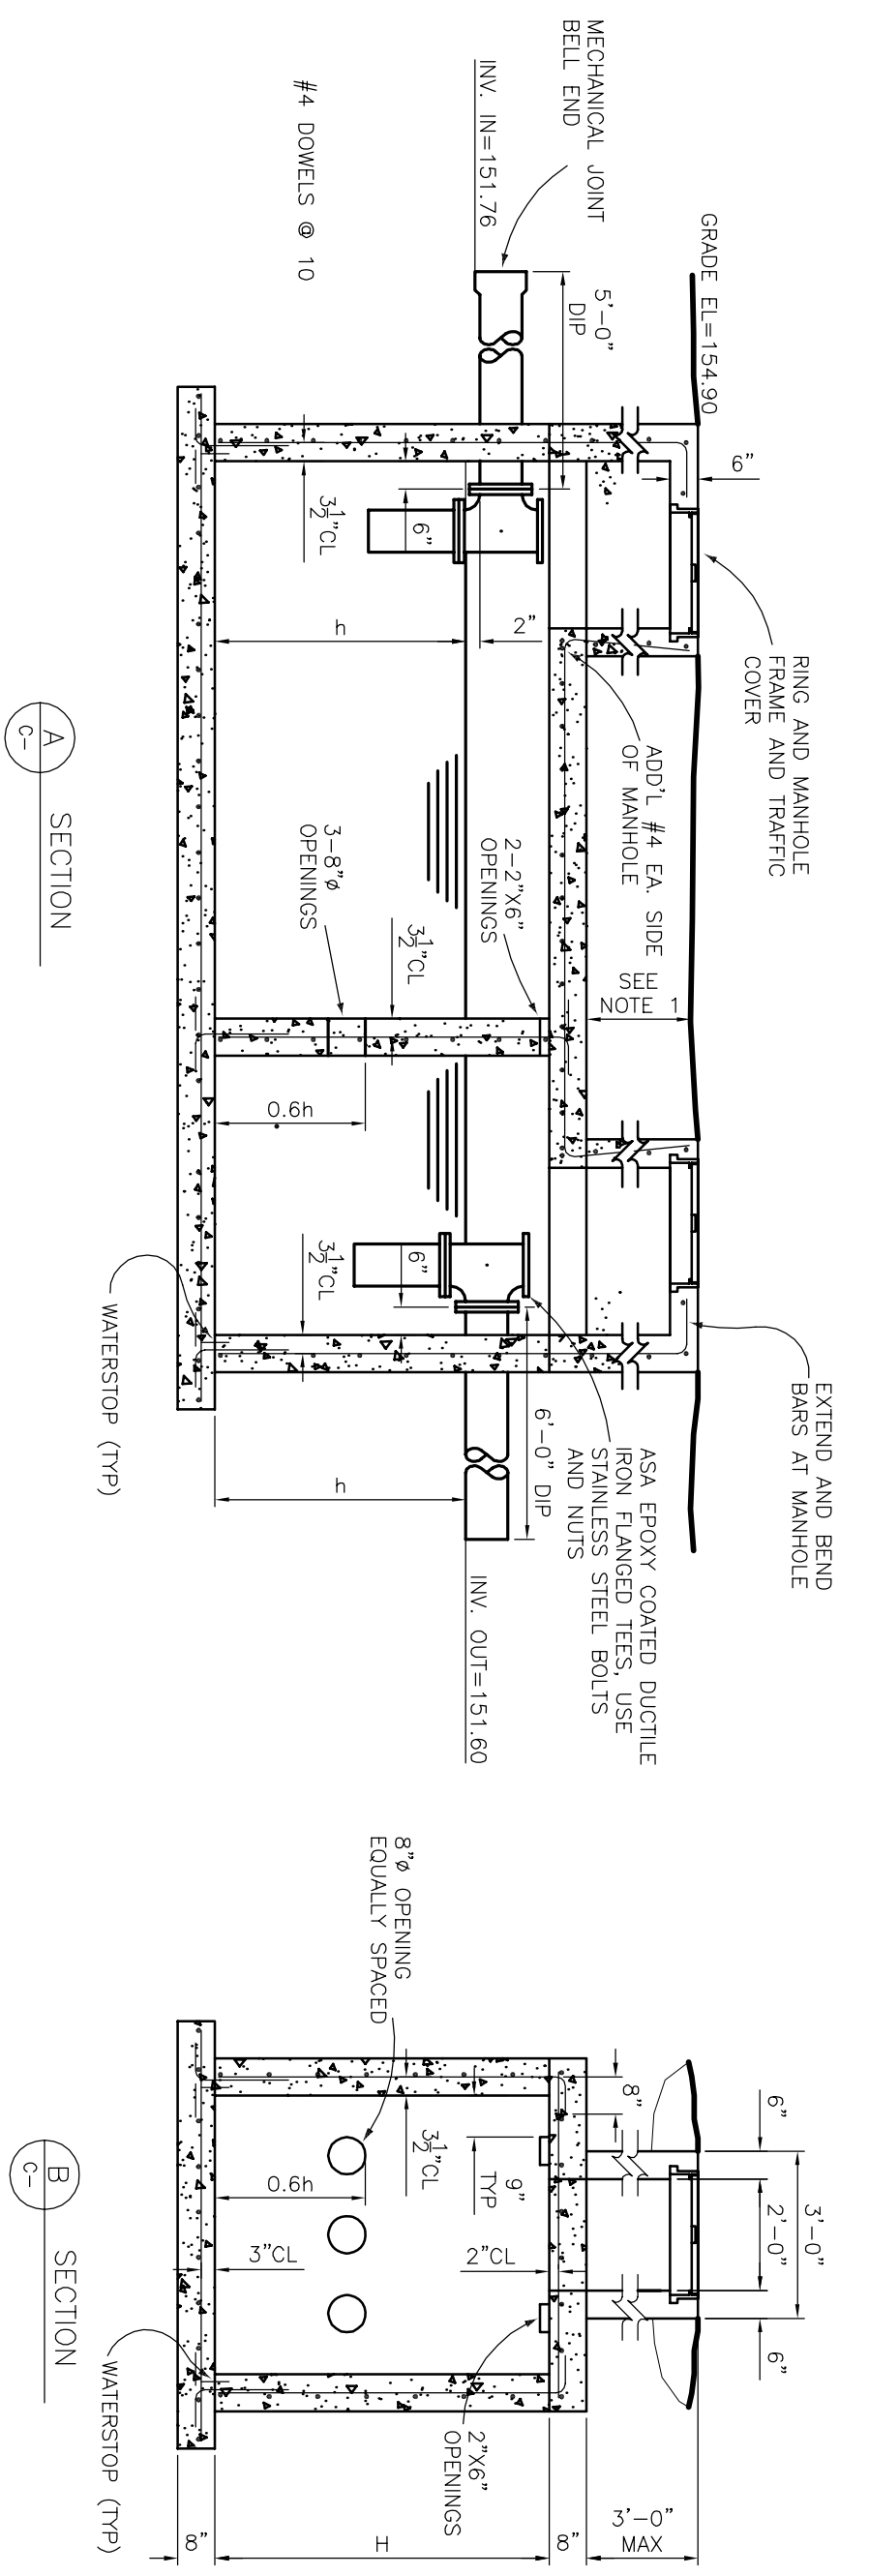 GRADE EL=154.90
MECHANICAL JOINT
BELL END
INV. IN=151.76
#4 DOWELS @ 10
5'-0"
DIP
6"
RING AND MANHOLE
FRAME AND TRAFFIC
COVER
ADD'L #4 EA. SIDE
OF MANHOLE
SEE
NOTE 1
EXTEND AND BEND
BARS AT MANHOLE
3½"CL
6"
h
2"
2-2"X6"
OPENINGS
3-8"ø
OPENINGS
3½"CL
0.6h
6"
3½"CL
ASA EPOXY COATED DUCTILE
IRON FLANGED TEES, USE
STAINLESS STEEL BOLTS
AND NUTS
6'-0" DIP
h
INV. OUT=151.60
WATERSTOP (TYP)
A
C-
SECTION
3'-0"
6"
2'-0"
6"
8"
8"ø OPENING
EQUALLY SPACED
3½"CL
9"
TYP
0.6h
3"CL
2"CL
2"X6"
OPENINGS
3'-0"
MAX
8"
H
8"
WATERSTOP (TYP)
B
C-
SECTION